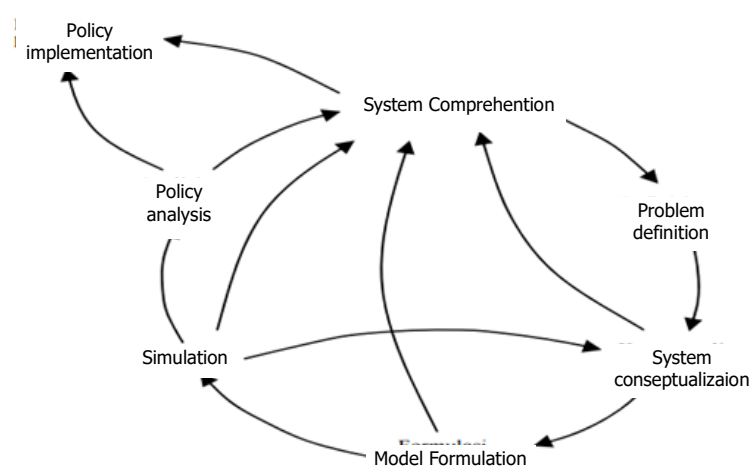 Policy
implementation
System Comprehention
Policy
analysis
Problem
definition
Simulation
System
conseptualizaion
Model Formulation